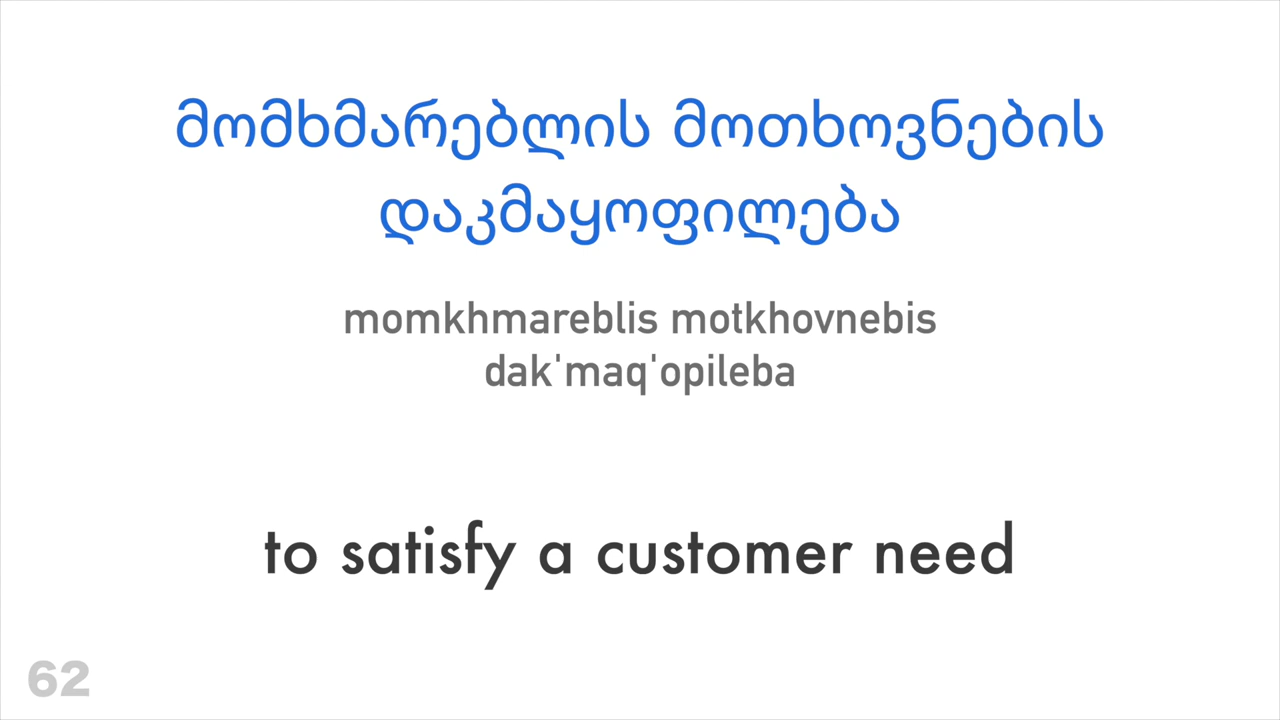 მომხმარებლის მოთხოვნების
დაკმაყოფილება
momkhmareblis motkhovnebis
dak'maq'opileba
to satisfy a customer need
62